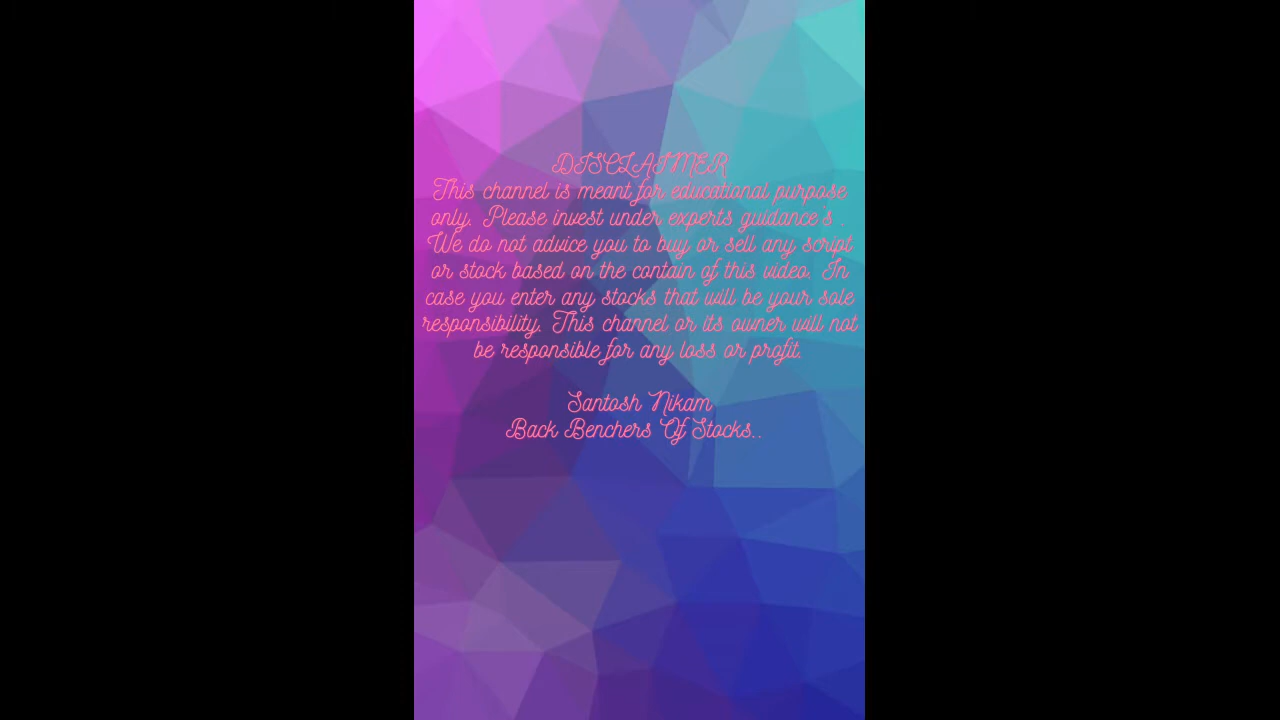 DISCLAIMER
This channel is meant for educational purpose
only. Please invest under experts guidance's .
We do not advice you to buy or sell any script
or stock based on the contain of this video. In
case you enter any stocks that will be your sole
responsibility. This channel or its owner will not
be responsible for any loss or profit.
Santosh Nikam
Back Benchers Of Stocks..